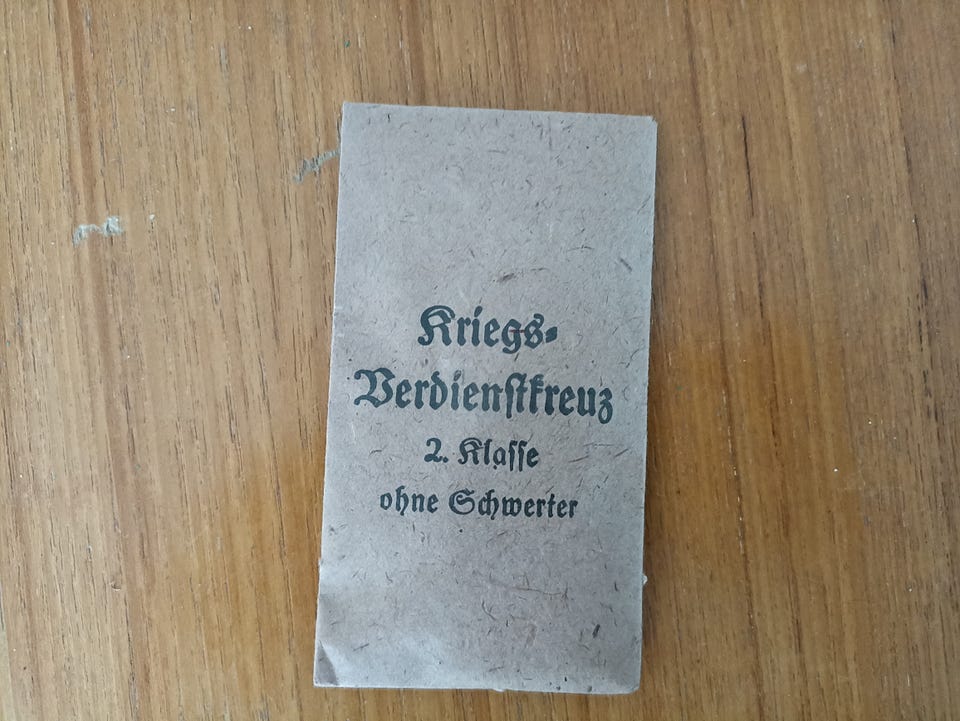 Kriegs-
Verdienſtkreuz
2. Klaſſe
ohne Schwerter